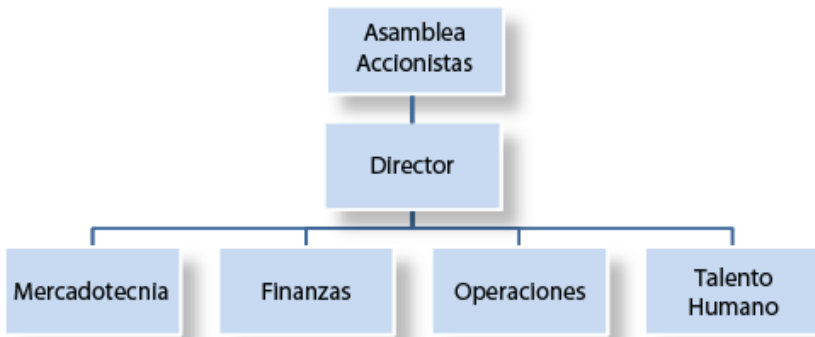 Asamblea
Accionistas
Director
Mercadotecnia
Finanzas
Operaciones
Talento
Humano